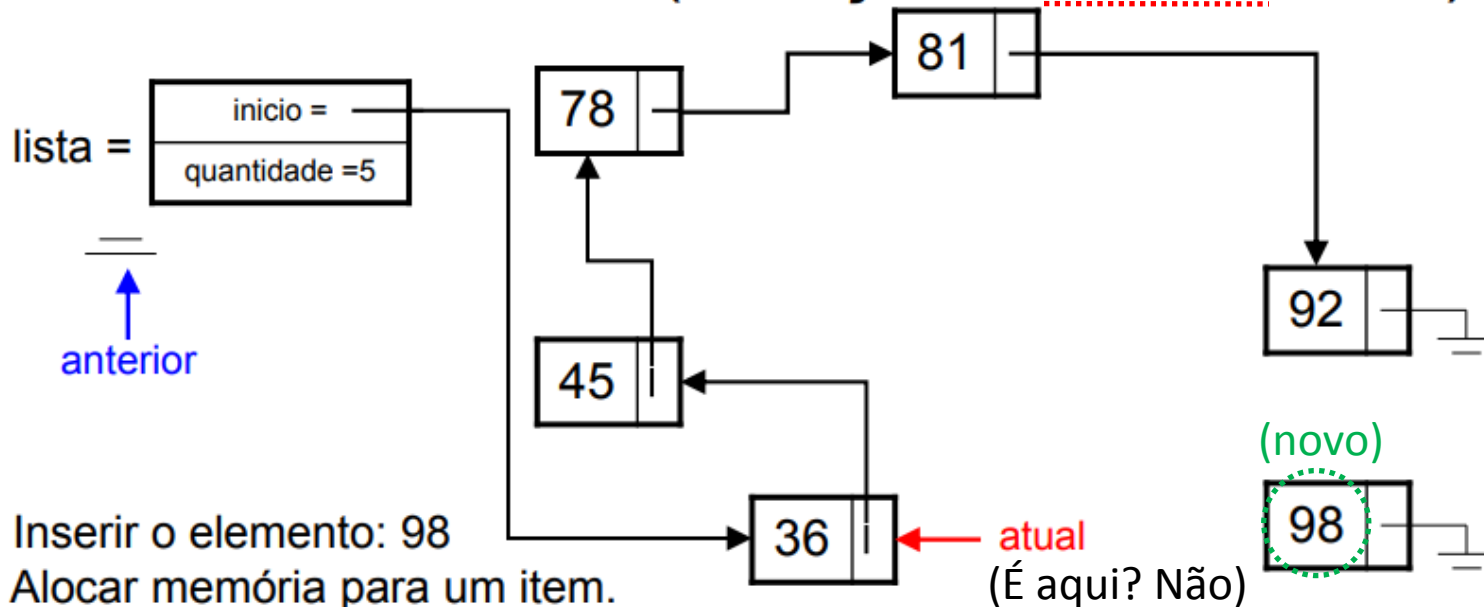 81
78
inicio =
lista =
quantidade =5
92
anterior
45
(novo)
98
36
atual
Inserir o elemento: 98
(É aqui? Não)
Alocar memória para um item.